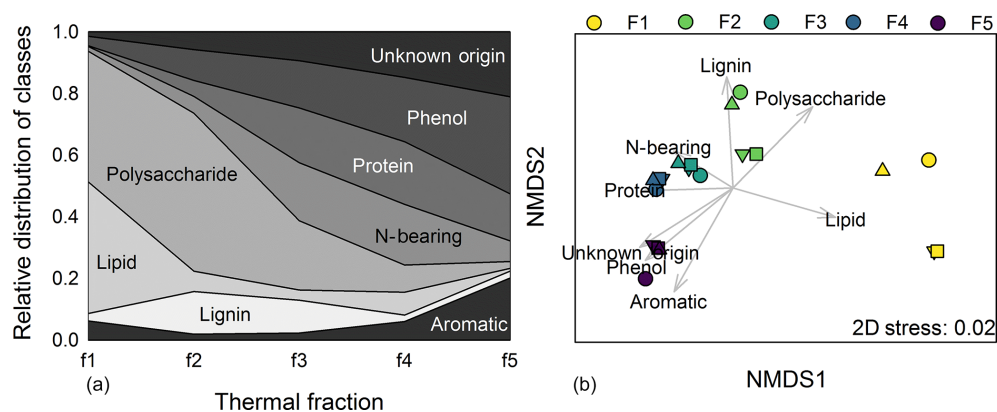 Relative distribution of classes
1.0
0.8
0.6
0.4
0.2
0.0
Unknown origin
Phenol
Protein
Polysaccharide
N-bearing
Lipid
Lignin
Aromatic
f1 f2 f3 f4 f5
(a)
Thermal fraction
F1 F2 F3 F4 F5
NMDS2
Lignin
Polysaccharide
N-bearing
Protein
Lipid
Unknown Origin
Phenol
Aromatic
2D stress: 0.02
(b)
NMDS1